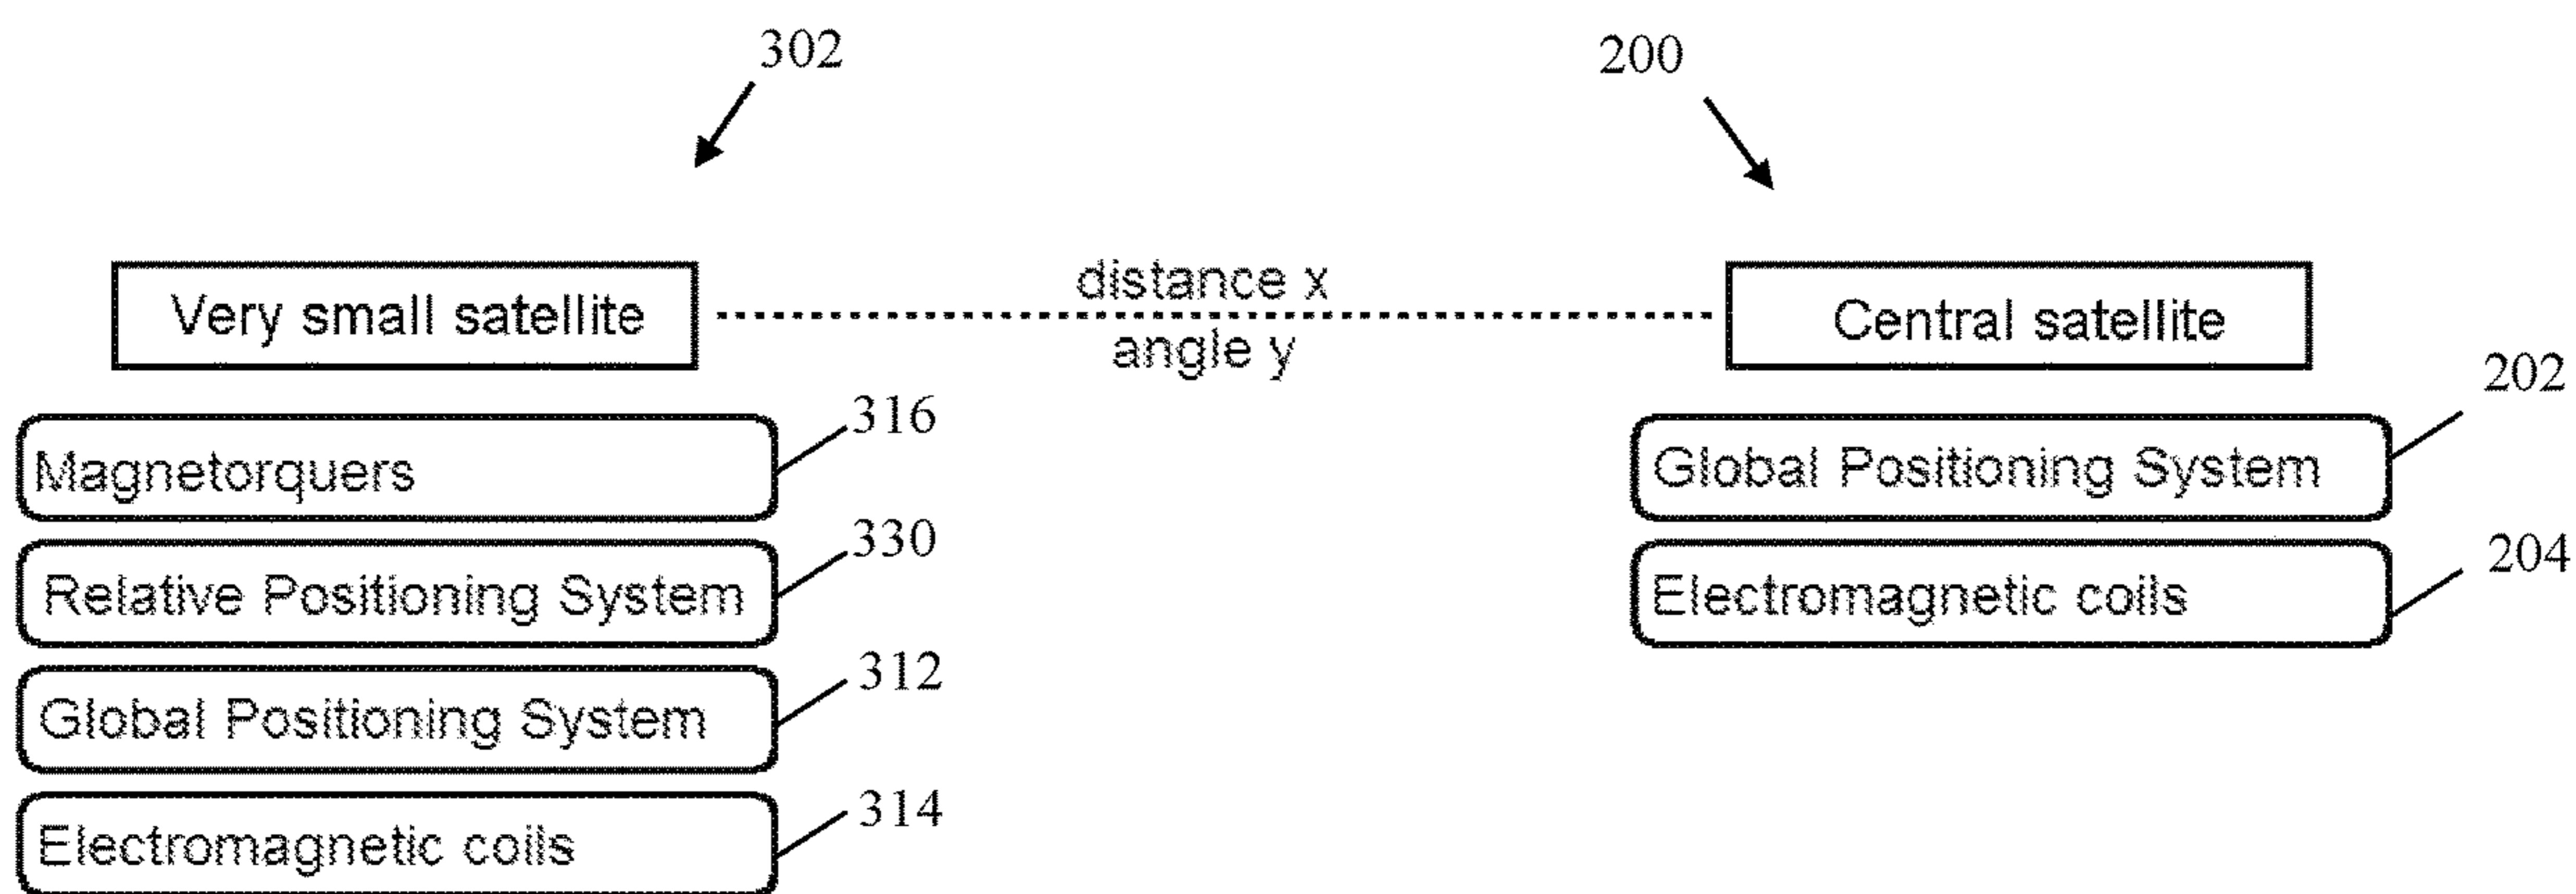 302
200
Very small satellite
distance x
angle y
Central satellite
202
316
Magnetorquers
Global Positioning System
330
204
Relative Positioning System
Electromagnetic coils
312
Global Positioning System
314
Electromagnetic coils